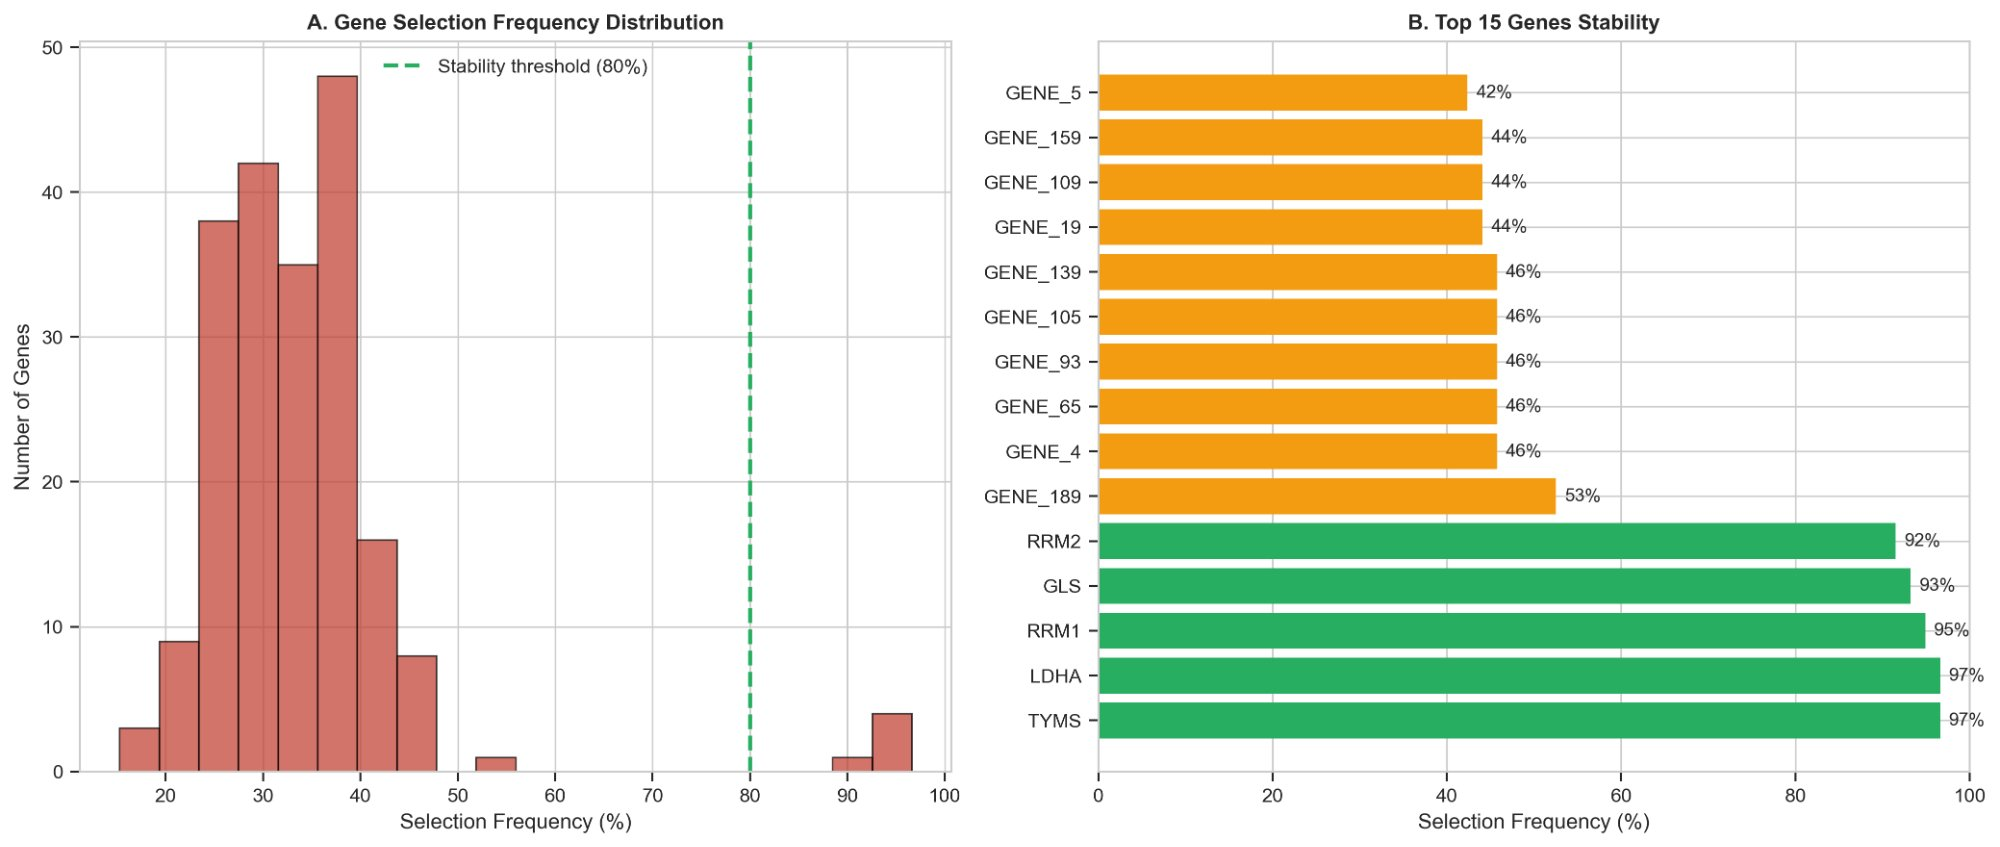 A. Gene Selection Frequency Distribution
Stability threshold (80%)
50
40
30
20
10
0
Number of Genes
20 30 40 50 60 70 80 90 100
Selection Frequency (%)
B. Top 15 Genes Stability
GENE_5 42%
GENE_159 44%
GENE_109 44%
GENE_19 44%
GENE_139 46%
GENE_105 46%
GENE_93 46%
GENE_65 46%
GENE_4 46%
GENE_189 53%
RRM2 92%
GLS 93%
RRM1 95%
LDHA 97%
TYMS 97%
0 20 40 60 80 100
Selection Frequency (%)